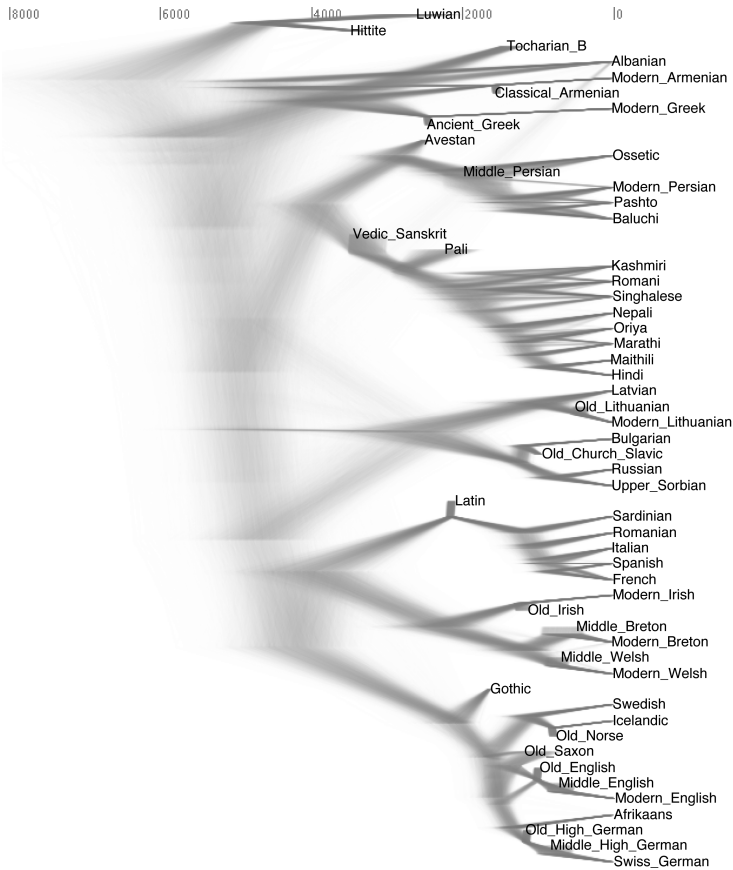 |8000 |6000 |4000 |2000 |0
Luwian
Hittite
Tocharian_B
Albanian
Modern_Armenian
Classical_Armenian
Modern_Greek
Ancient_Greek
Avestan
Ossetic
Middle_Persian
Modern_Persian
Pashto
Baluchi
Vedic_Sanskrit
Pali
Kashmiri
Romani
Singhalese
Nepali
Oriya
Marathi
Maithili
Hindi
Latvian
Old_Lithuanian
Modern_Lithuanian
Bulgarian
Old_Church_Slavic
Russian
Upper_Sorbian
Latin
Sardinian
Romanian
Italian
Spanish
French
Modern_Irish
Old_Irish
Middle_Breton
Modern_Breton
Middle_Welsh
Modern_Welsh
Gothic
Swedish
Icelandic
Old_Norse
Old_Saxon
Old_English
Middle_English
Modern_English
Afrikaans
Old_High_German
Middle_High_German
Swiss_German